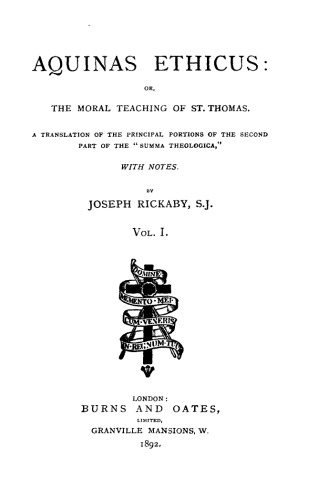 AQUINAS ETHICUS:
OR,
THE MORAL TEACHING OF ST. THOMAS.
A TRANSLATION OF THE PRINCIPAL PORTIONS OF THE SECOND
PART OF THE "SUMMA THEOLOGICA,"
WITH NOTES.
BY
JOSEPH RICKABY, S.J.
VOL. I.
DOMINE
MEMENTO·MEI
CUM·VENERIS
IN·REGNUM·TUUM
LONDON:
BURNS AND OATES,
LIMITED,
GRANVILLE MANSIONS, W.
1892.